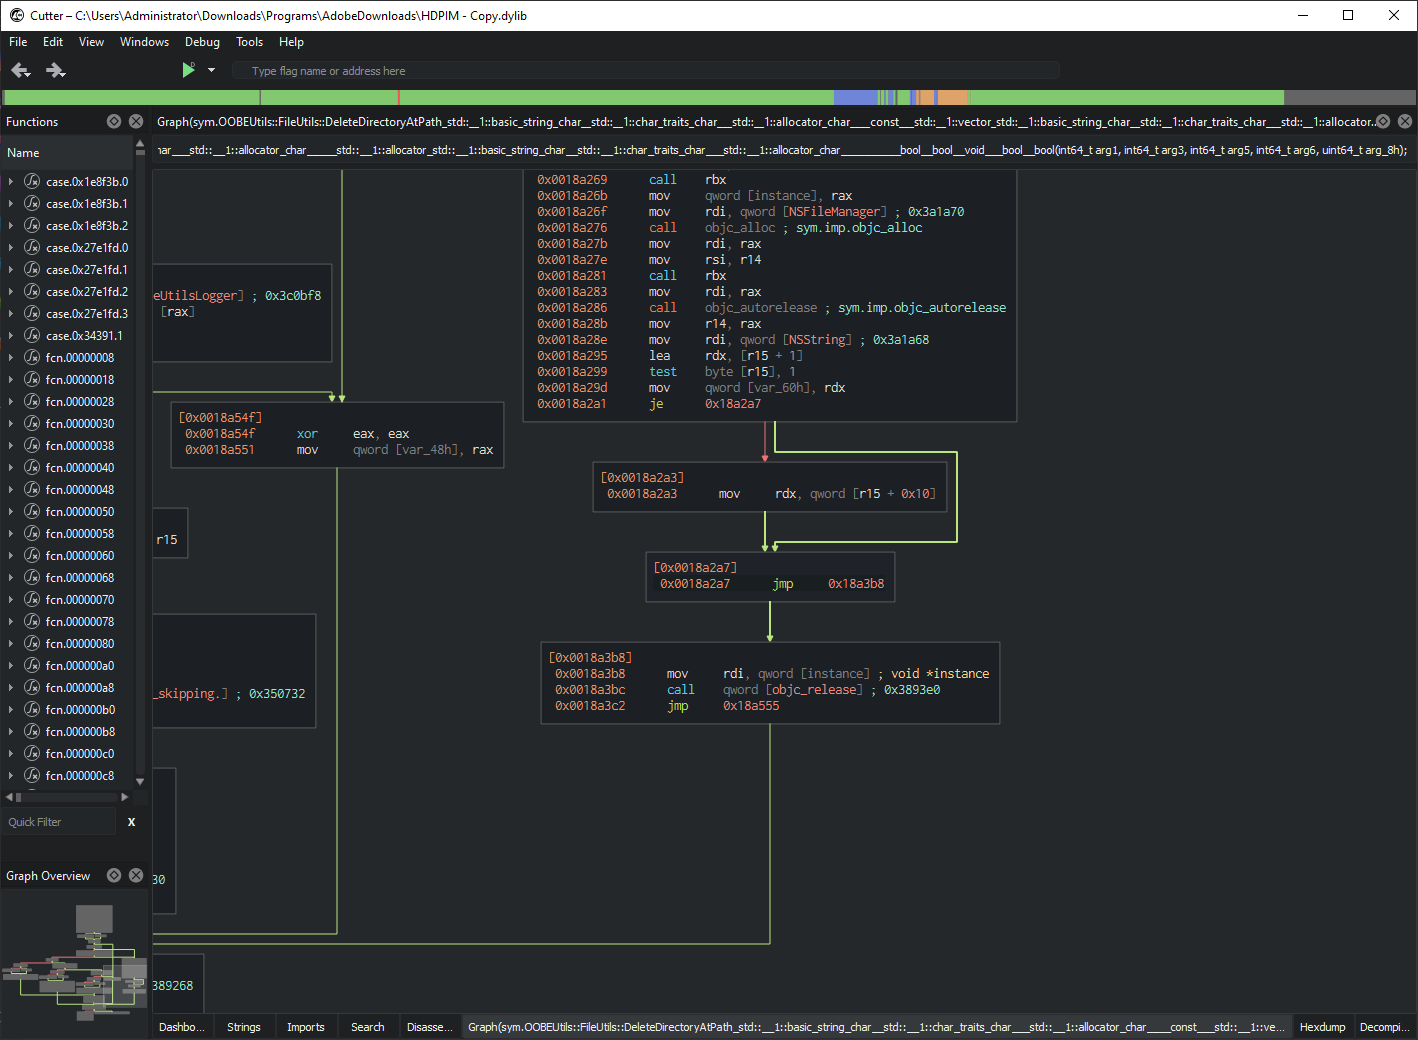 Cutter – C:\Users\Administrator\Downloads\Programs\AdobeDownloads\HDPIM - Copy.dylib
File Edit View Windows Debug Tools Help
Type flag name or address here
Functions
Graph(sym.OOBEUtils::FileUtils::DeleteDirectoryAtPath_std::__1::basic_string_char__std::__1::char_traits_char___std::__1::allocator_char____const___std::__1::vector_std::__1::basic_string_char__std::__1::char_traits_char___std::__1::allocator...
Name
har___std::__1::allocator_char______std::__1::allocator_std::__1::basic_string_char__std::__1::char_traits_char___std::__1::allocator_char___________bool__bool__void___bool__bool(int64_t arg1, int64_t arg3, int64_t arg5, int64_t arg6, uint64_t arg_8h);
case.0x1e8f3b.0
case.0x1e8f3b.1
case.0x1e8f3b.2
case.0x27e1fd.0
case.0x27e1fd.1
case.0x27e1fd.2
case.0x27e1fd.3
case.0x34391.1
fcn.00000008
fcn.00000018
fcn.00000028
fcn.00000030
fcn.00000038
fcn.00000040
fcn.00000048
fcn.00000050
fcn.00000058
fcn.00000060
fcn.00000068
fcn.00000070
fcn.00000078
fcn.00000080
fcn.000000a0
fcn.000000a8
fcn.000000b0
fcn.000000b8
fcn.000000c0
fcn.000000c8
Quick Filter X
Graph Overview
eUtilsLogger] ; 0x3c0bf8
[rax]
[0x0018a54f]
0x0018a54f xor eax, eax
0x0018a551 mov qword [var_48h], rax
r15
_skipping.] ; 0x350732
30
389268
0x0018a269 call rbx
0x0018a26b mov qword [instance], rax
0x0018a26f mov rdi, qword [NSFileManager] ; 0x3a1a70
0x0018a276 call objc_alloc ; sym.imp.objc_alloc
0x0018a27b mov rdi, rax
0x0018a27e mov rsi, r14
0x0018a281 call rbx
0x0018a283 mov rdi, rax
0x0018a286 call objc_autorelease ; sym.imp.objc_autorelease
0x0018a28b mov r14, rax
0x0018a28e mov rdi, qword [NSString] ; 0x3a1a68
0x0018a295 lea rdx, [r15 + 1]
0x0018a299 test byte [r15], 1
0x0018a29d mov qword [var_60h], rdx
0x0018a2a1 je 0x18a2a7
[0x0018a2a3]
0x0018a2a3 mov rdx, qword [r15 + 0x10]
[0x0018a2a7]
0x0018a2a7 jmp 0x18a3b8
[0x0018a3b8]
0x0018a3b8 mov rdi, qword [instance] ; void *instance
0x0018a3bc call qword [objc_release] ; 0x3893e0
0x0018a3c2 jmp 0x18a555
Dashbo... Strings Imports Search Disasse... Graph(sym.OOBEUtils::FileUtils::DeleteDirectoryAtPath_std::__1::basic_string_char__std::__1::char_traits_char___std::__1::allocator_char____const___std::__1::ve... Hexdump Decompi...